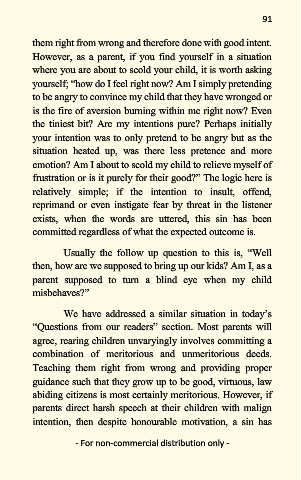 91
them right from wrong and therefore done with good intent.
However, as a parent, if you find yourself in a situation
where you are about to scold your child, it is worth asking
yourself; “how do I feel right now? Am I simply pretending
to be angry to convince my child that they have wronged or
is the fire of aversion burning within me right now? Even
the tiniest bit? Are my intentions pure? Perhaps initially
your intention was to only pretend to be angry but as the
situation heated up, was there less pretence and more
emotion? Am I about to scold my child to relieve myself of
frustration or is it purely for their good?” The logic here is
relatively simple; if the intention to insult, offend,
reprimand or even instigate fear by threat in the listener
exists, when the words are uttered, this sin has been
committed regardless of what the expected outcome is.
Usually the follow up question to this is, “Well
then, how are we supposed to bring up our kids? Am I, as a
parent supposed to turn a blind eye when my child
misbehaves?”
We have addressed a similar situation in today’s
“Questions from our readers” section. Most parents will
agree, rearing children unvaryingly involves committing a
combination of meritorious and unmeritorious deeds.
Teaching them right from wrong and providing proper
guidance such that they grow up to be good, virtuous, law
abiding citizens is most certainly meritorious. However, if
parents direct harsh speech at their children with malign
intention, then despite honourable motivation, a sin has
- For non-commercial distribution only -